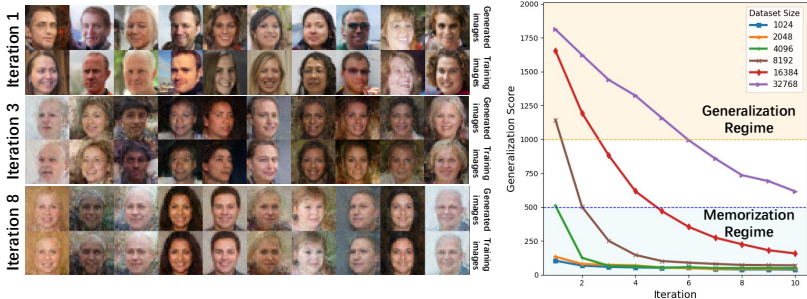 Iteration 1
Generated
images
Training
images
Iteration 3
Generated
images
Training
images
Iteration 8
Generated
images
Training
images
Generalization Score
2000
1750
1500
1250
1000
750
500
250
0
Dataset Size
1024
2048
4096
8192
16384
32768
Generalization
Regime
Memorization
Regime
2
4
6
8
10
Iteration